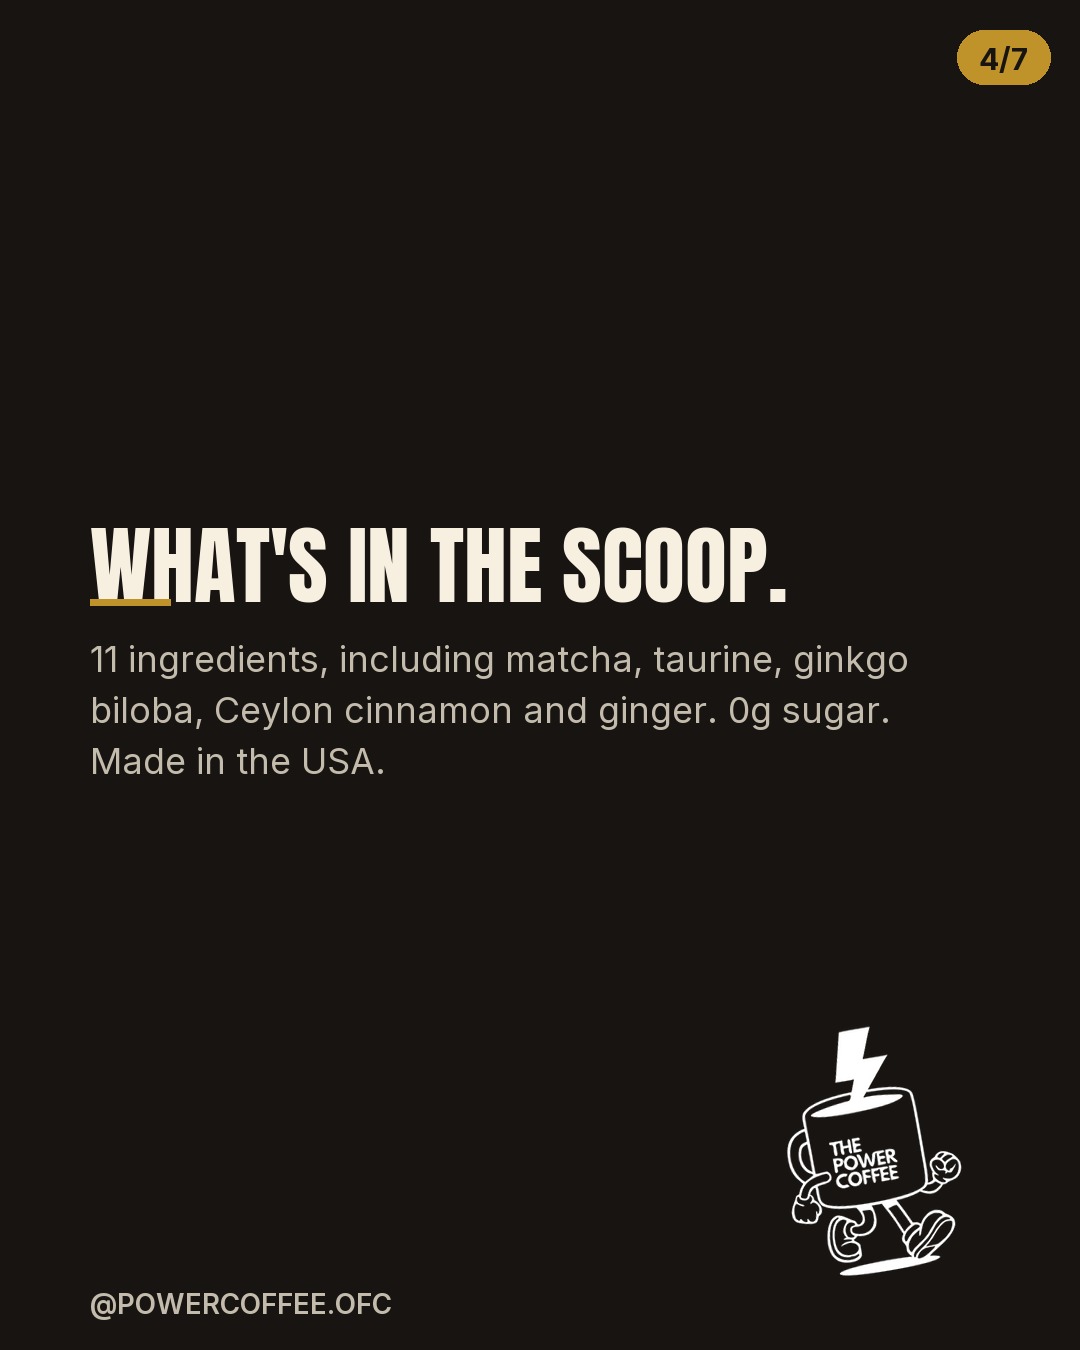 4/7
WHAT'S IN THE SCOOP.
11 ingredients, including matcha, taurine, ginkgo
biloba, Ceylon cinnamon and ginger. 0g sugar.
Made in the USA.
THE
POWER
COFFEE
@POWERCOFFEE.OFC